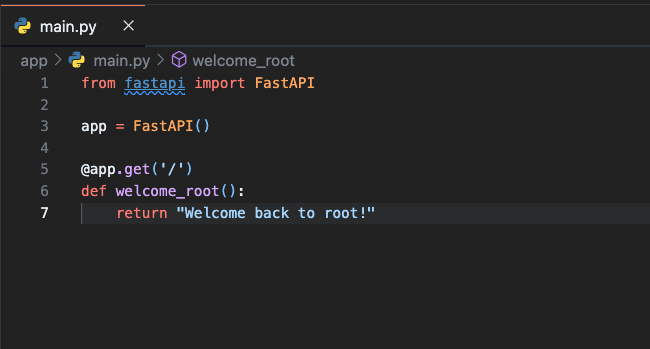 main.py ×
app > main.py > welcome_root
1 from fastapi import FastAPI
2
3 app = FastAPI()
4
5 @app.get('/')
6 def welcome_root():
7     return "Welcome back to root!"